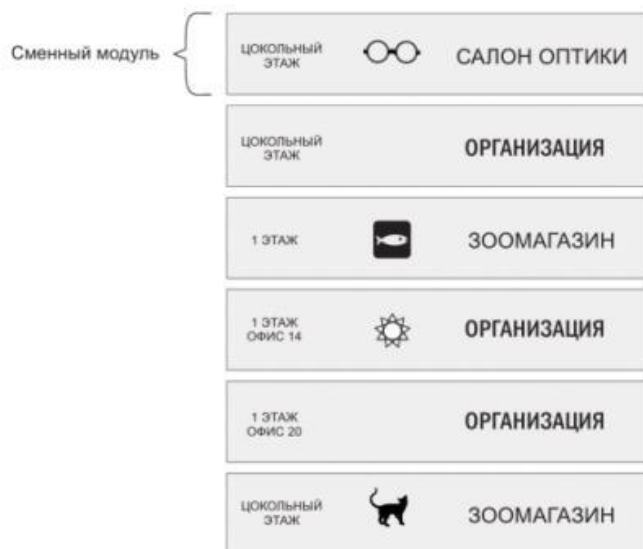 Сменный модуль
ЦОКОЛЬНЫЙ
ЭТАЖ
САЛОН ОПТИКИ
ЦОКОЛЬНЫЙ
ЭТАЖ
ОРГАНИЗАЦИЯ
1 ЭТАЖ
ЗООМАГАЗИН
1 ЭТАЖ
ОФИС 14
ОРГАНИЗАЦИЯ
1 ЭТАЖ
ОФИС 20
ОРГАНИЗАЦИЯ
ЦОКОЛЬНЫЙ
ЭТАЖ
ЗООМАГАЗИН